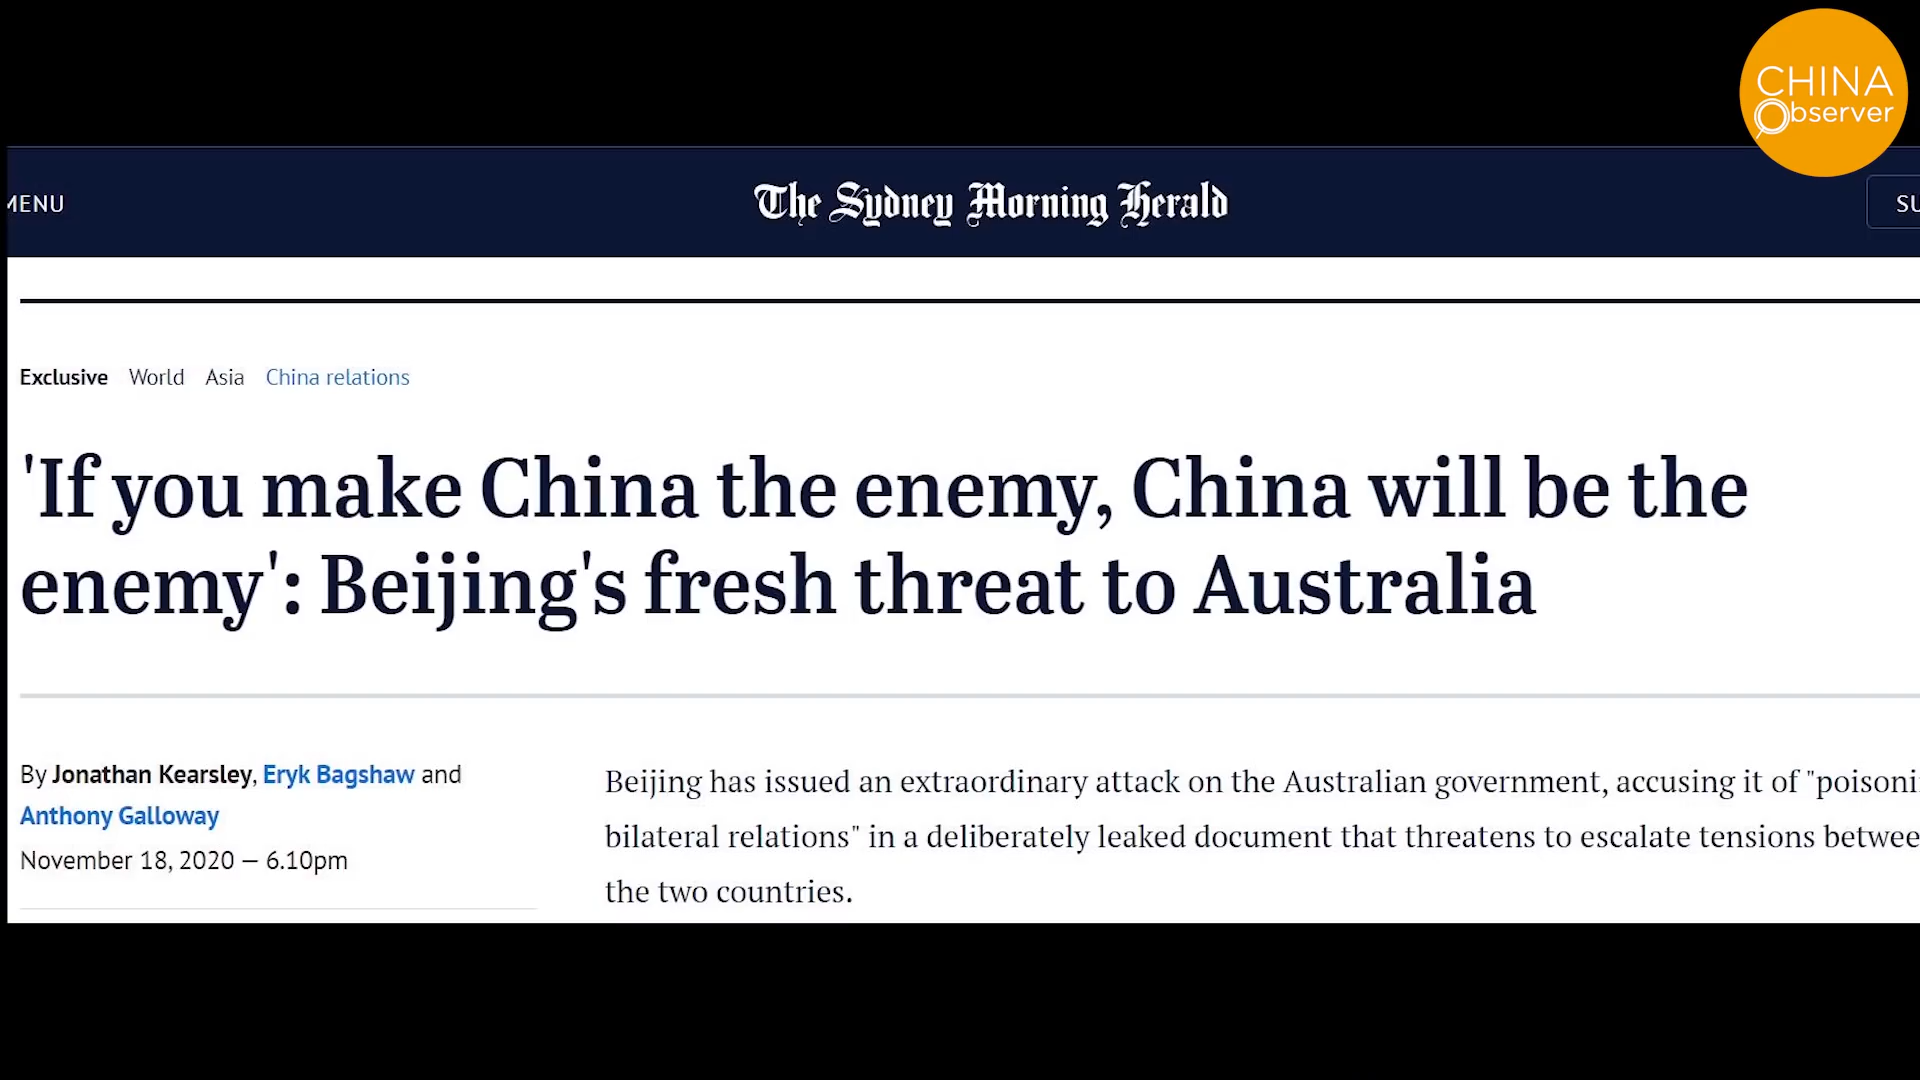 CHINA
Observer
MENU
The Sydney Morning Herald
SU
Exclusive World Asia China relations
'If you make China the enemy, China will be the
enemy': Beijing's fresh threat to Australia
By Jonathan Kearsley, Eryk Bagshaw and
Anthony Galloway
November 18, 2020 — 6.10pm
Beijing has issued an extraordinary attack on the Australian government, accusing it of "poisoni
bilateral relations" in a deliberately leaked document that threatens to escalate tensions betwee
the two countries.